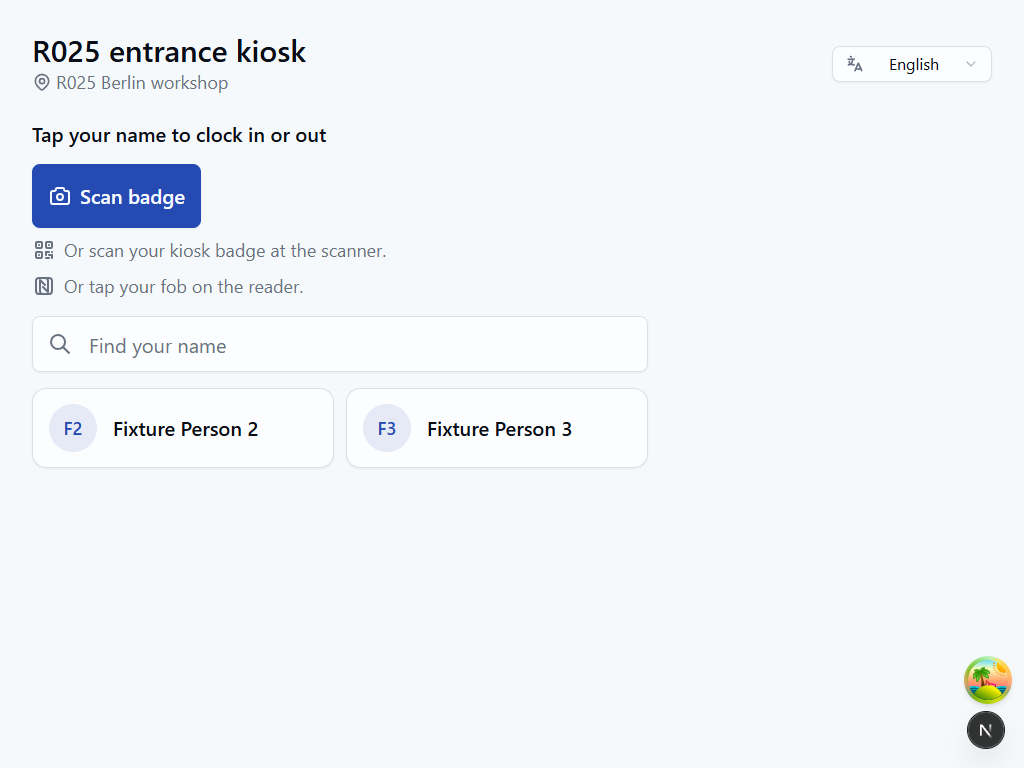 R025 entrance kiosk
R025 Berlin workshop
English
Tap your name to clock in or out
Scan badge
Or scan your kiosk badge at the scanner.
Or tap your fob on the reader.
Find your name
F2 Fixture Person 2
F3 Fixture Person 3
N